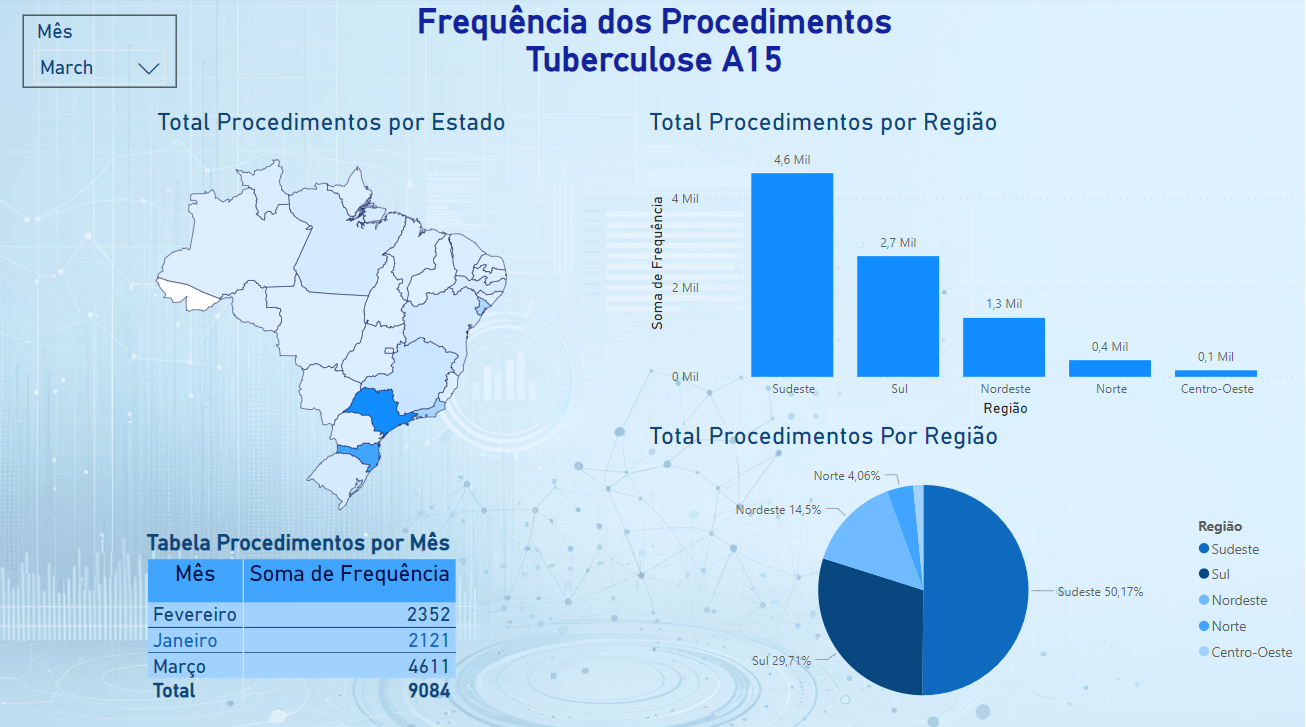 Frequência dos Procedimentos
Tuberculose A15
Mês
March
Total Procedimentos por Estado
Total Procedimentos por Região
4,6 Mil
2,7 Mil
1,3 Mil
0,4 Mil
0,1 Mil
4 Mil
2 Mil
0 Mil
Soma de Frequência
Sudeste
Sul
Nordeste
Norte
Centro-Oeste
Região
Total Procedimentos Por Região
Norte 4,06%
Nordeste 14,5%
Sudeste 50,17%
Sul 29,71%
Região
Sudeste
Sul
Nordeste
Norte
Centro-Oeste
Tabela Procedimentos por Mês
Mês Soma de Frequência
Fevereiro 2352
Janeiro 2121
Março 4611
Total 9084